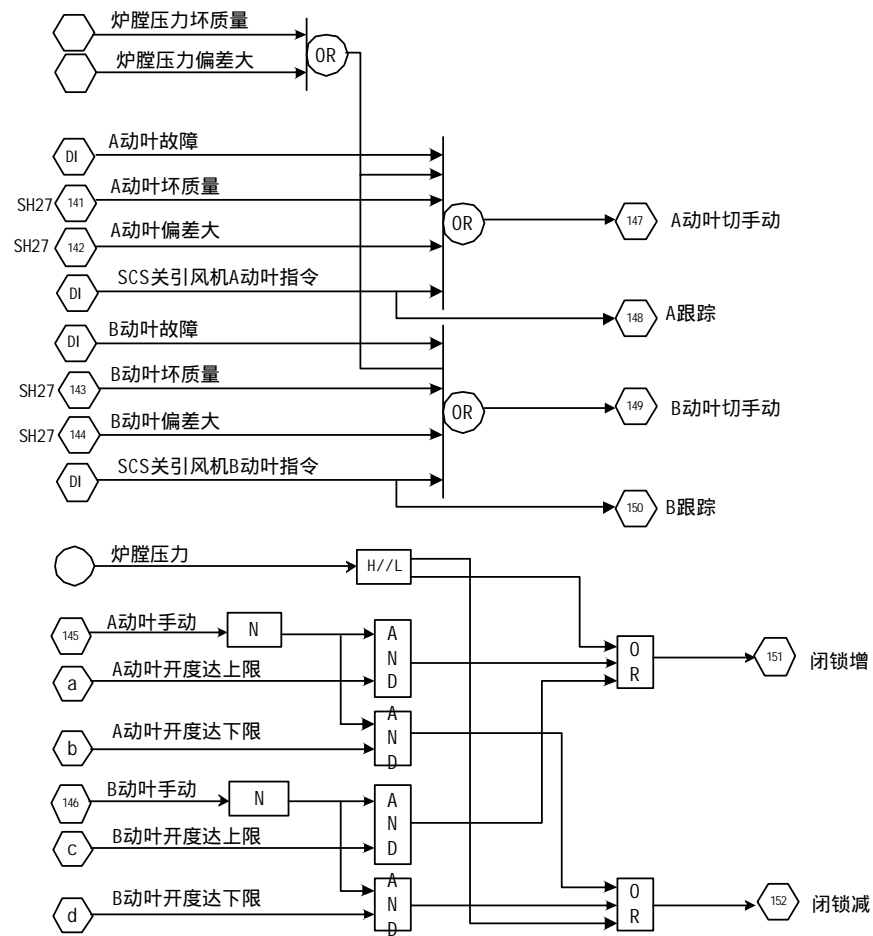 炉膛压力坏质量
炉膛压力偏差大
OR
DI
A动叶故障
SH27
141
A动叶坏质量
SH27
142
A动叶偏差大
OR
147
A动叶切手动
DI
SCS关引风机A动叶指令
148
A跟踪
DI
B动叶故障
SH27
143
B动叶坏质量
SH27
144
B动叶偏差大
OR
149
B动叶切手动
DI
SCS关引风机B动叶指令
150
B跟踪
炉膛压力
H//L
145
A动叶手动
N
A
N
D
a
A动叶开度达上限
O
R
151
闭锁增
b
A动叶开度达下限
A
N
D
146
B动叶手动
N
A
N
D
c
B动叶开度达上限
d
B动叶开度达下限
A
N
D
O
R
152
闭锁减